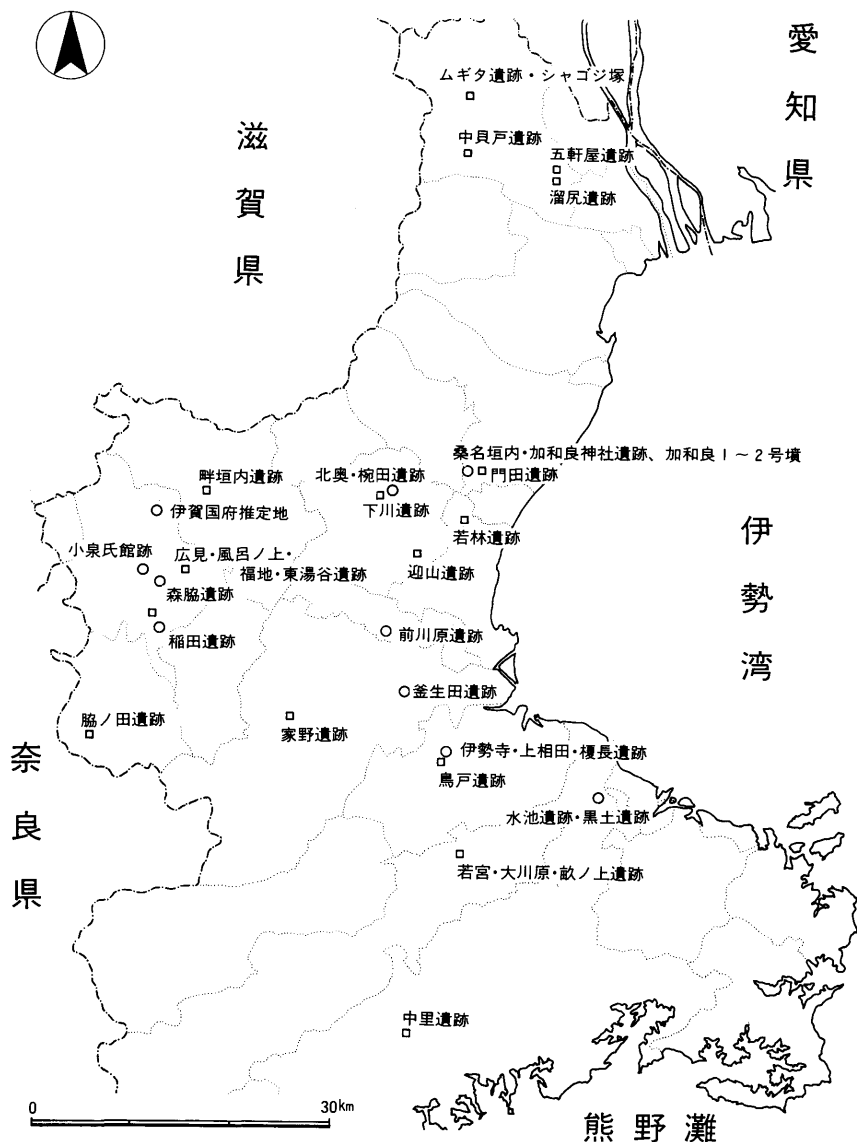 愛知県
ムギタ遺跡・シャゴジ塚
滋賀県
中貝戸遺跡
五軒屋遺跡
溜尻遺跡
桑名垣内・加和良神社遺跡、加和良1～2号墳
門田遺跡
北奥・椀田遺跡
下川遺跡
畔垣内遺跡
伊賀国府推定地
若林遺跡
伊勢湾
小泉氏館跡
広見・風呂ノ上・
福地・東湯谷遺跡
迎山遺跡
森脇遺跡
稲田遺跡
前川原遺跡
釜生田遺跡
脇ノ田遺跡
家野遺跡
伊勢寺・上相田・榎長遺跡
鳥戸遺跡
奈良県
水池遺跡・黒土遺跡
若宮・大川原・畝ノ上遺跡
中里遺跡
0 30km
熊野灘